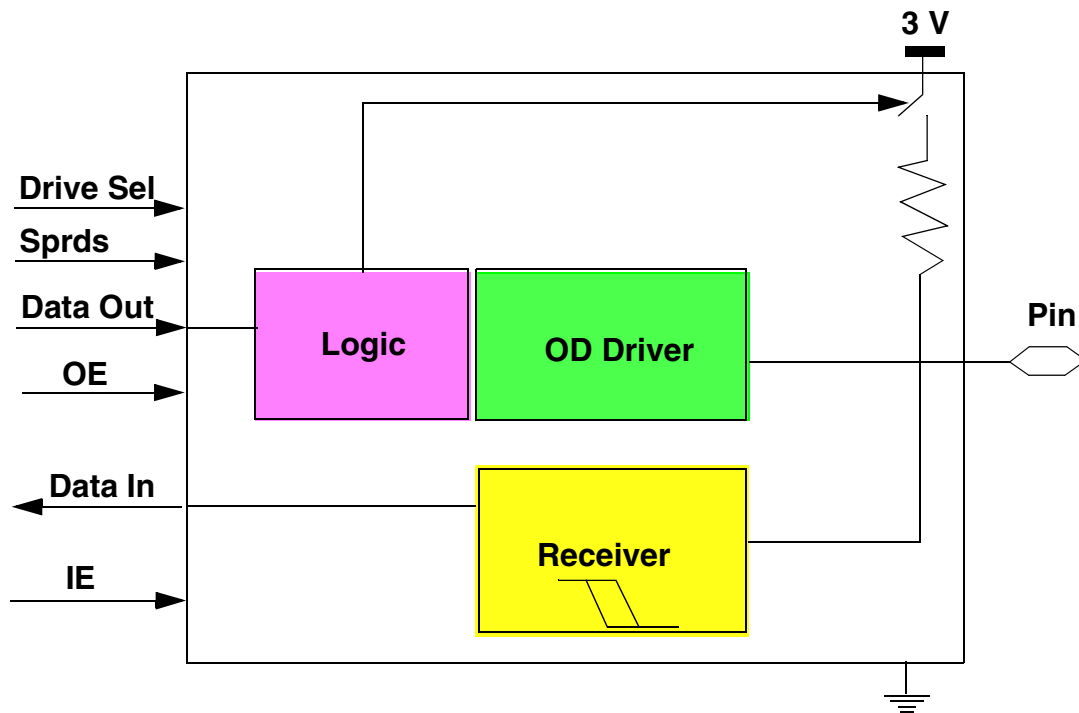 3 V
Drive Sel
Sprds
Data Out
Logic
OD Driver
Pin
OE
Data In
Receiver
IE